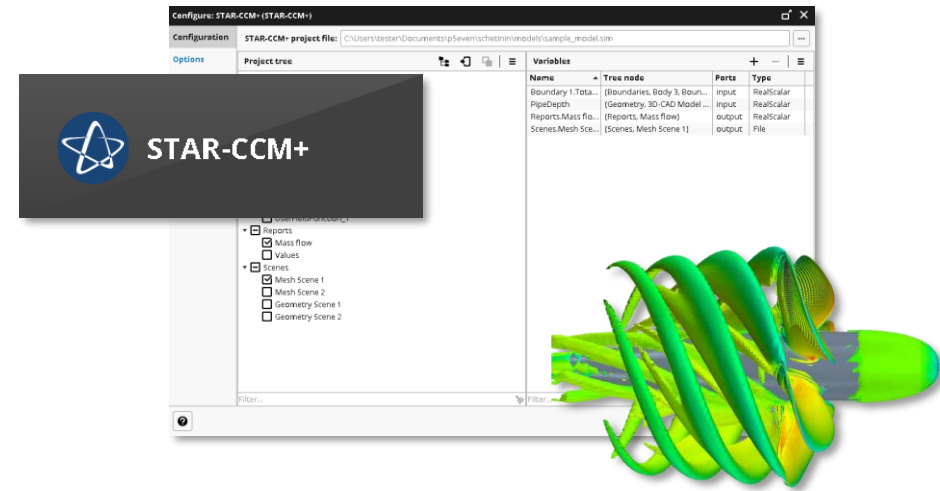 Configure: STAR-CCM+ (STAR-CCM+)
Configuration
STAR-CCM+ project file: C:\Users\tester\Documents\pSeven\schetinin\models\sample_model.sim
Options
Project tree
Variables
Name Tree node Ports Type
Boundary 1.Tota... {Boundaries, Body 3, Boun... input RealScalar
PipeDepth {Geometry, 3D-CAD Model ... input RealScalar
Reports.Mass flo... {Reports, Mass flow} output RealScalar
Scenes.Mesh Sce... {Scenes, Mesh Scene 1} output File
STAR-CCM+
UserFieldFunction_1
Reports
Mass flow
Values
Scenes
Mesh Scene 1
Mesh Scene 2
Geometry Scene 1
Geometry Scene 2
Filter...
Filter...